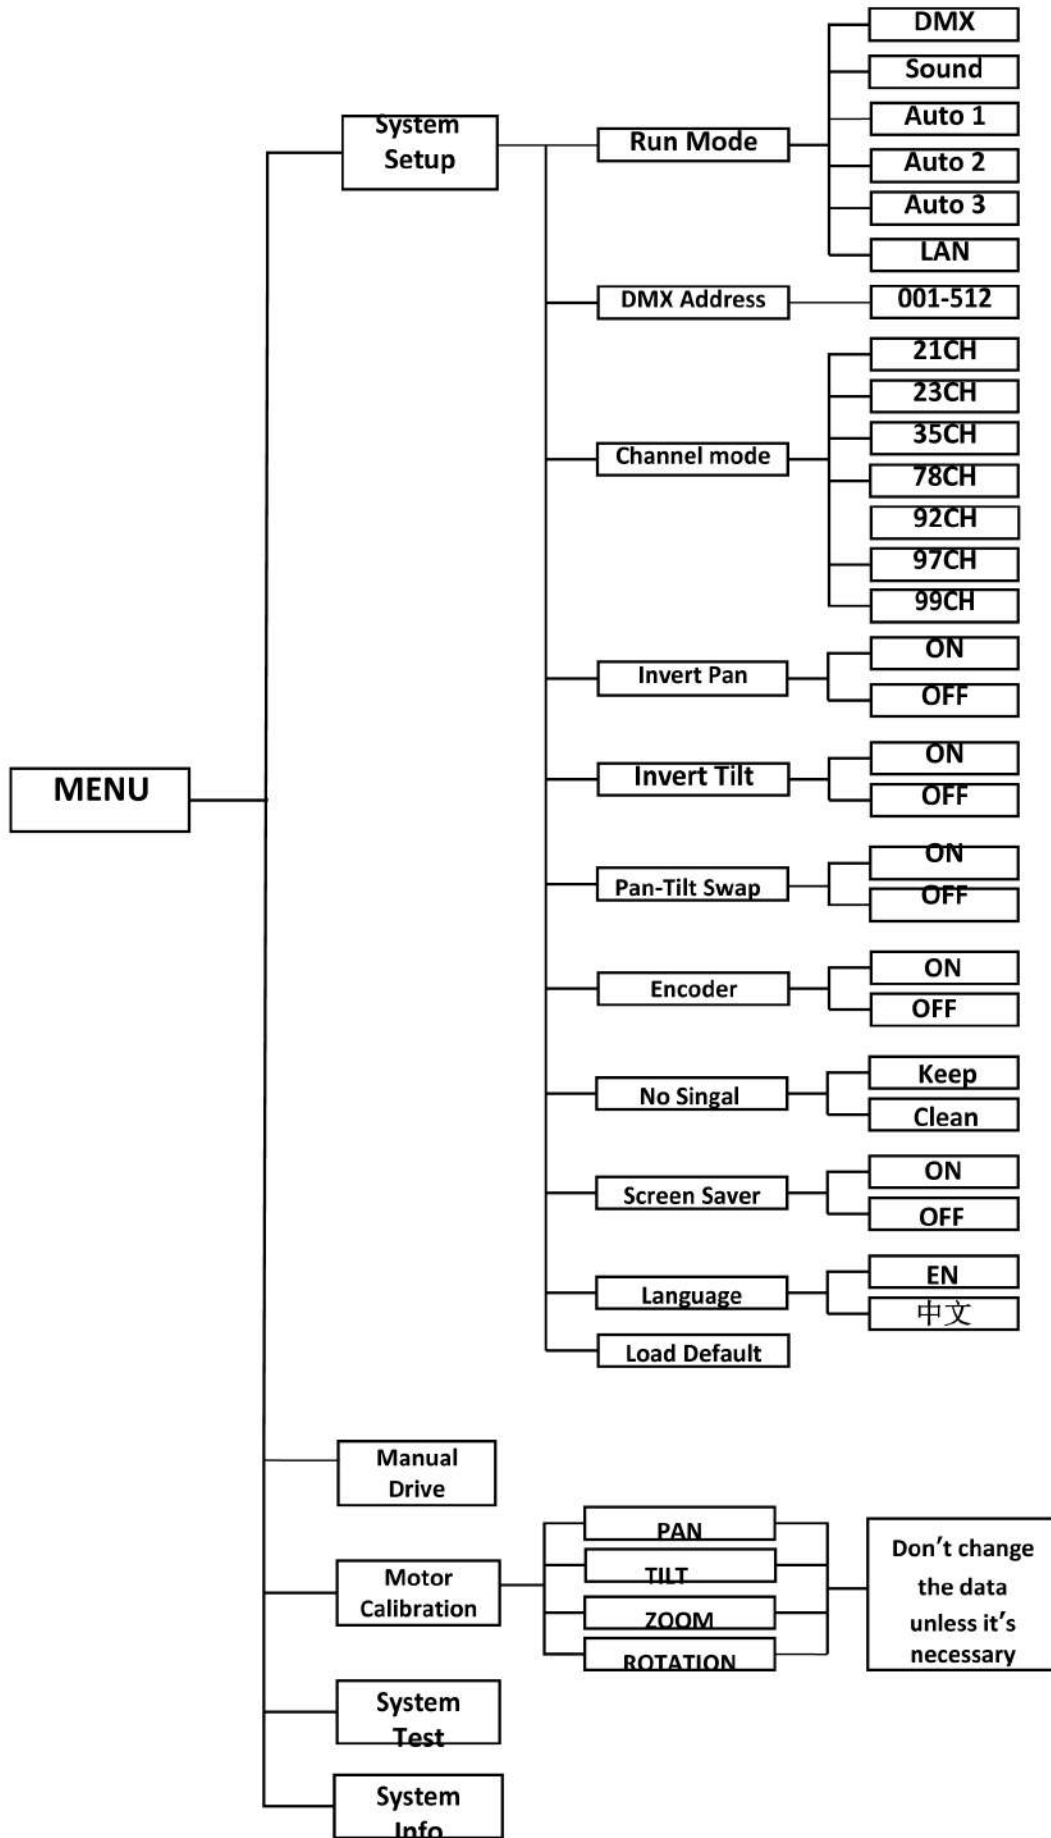 DMX
Sound
System
Setup
Run Mode
Auto 1
Auto 2
Auto 3
LAN
DMX Address
001-512
21CH
23CH
35CH
Channel mode
78CH
92CH
97CH
99CH
Invert Pan
ON
OFF
MENU
Invert Tilt
ON
OFF
Pan-Tilt Swap
ON
OFF
Encoder
ON
OFF
No Singal
Keep
Clean
Screen Saver
ON
OFF
Language
EN
中文
Load Default
Manual
Drive
Motor
Calibration
PAN
TILT
ZOOM
ROTATION
Don't change
the data
unless it's
necessary
System
Test
System
Info